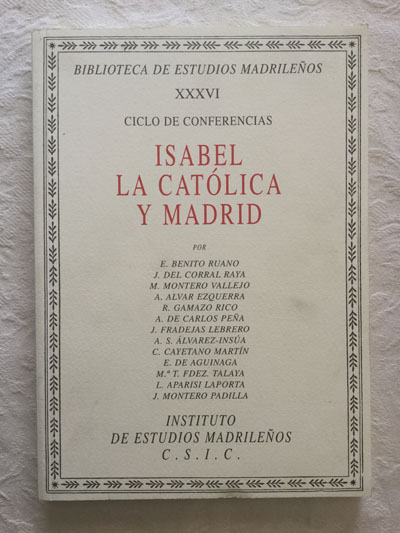 BIBLIOTECA DE ESTUDIOS MADRILEÑOS
XXXVI
CICLO DE CONFERENCIAS
ISABEL
LA CATÓLICA
Y MADRID
POR
E. BENITO RUANO
J. DEL CORRAL RAYA
M. MONTERO VALLEJO
A. ALVAR EZQUERRA
R. GAMAZO RICO
A. DE CARLOS PEÑA
J. FRADEJAS LEBRERO
A. S. ÁLVAREZ-INSÚA
C. CAYETANO MARTÍN
E. DE AGUINAGA
M.ª T. FDEZ. TALAYA
L. APARISI LAPORTA
J. MONTERO PADILLA
INSTITUTO
DE ESTUDIOS MADRILEÑOS
C. S. I. C.